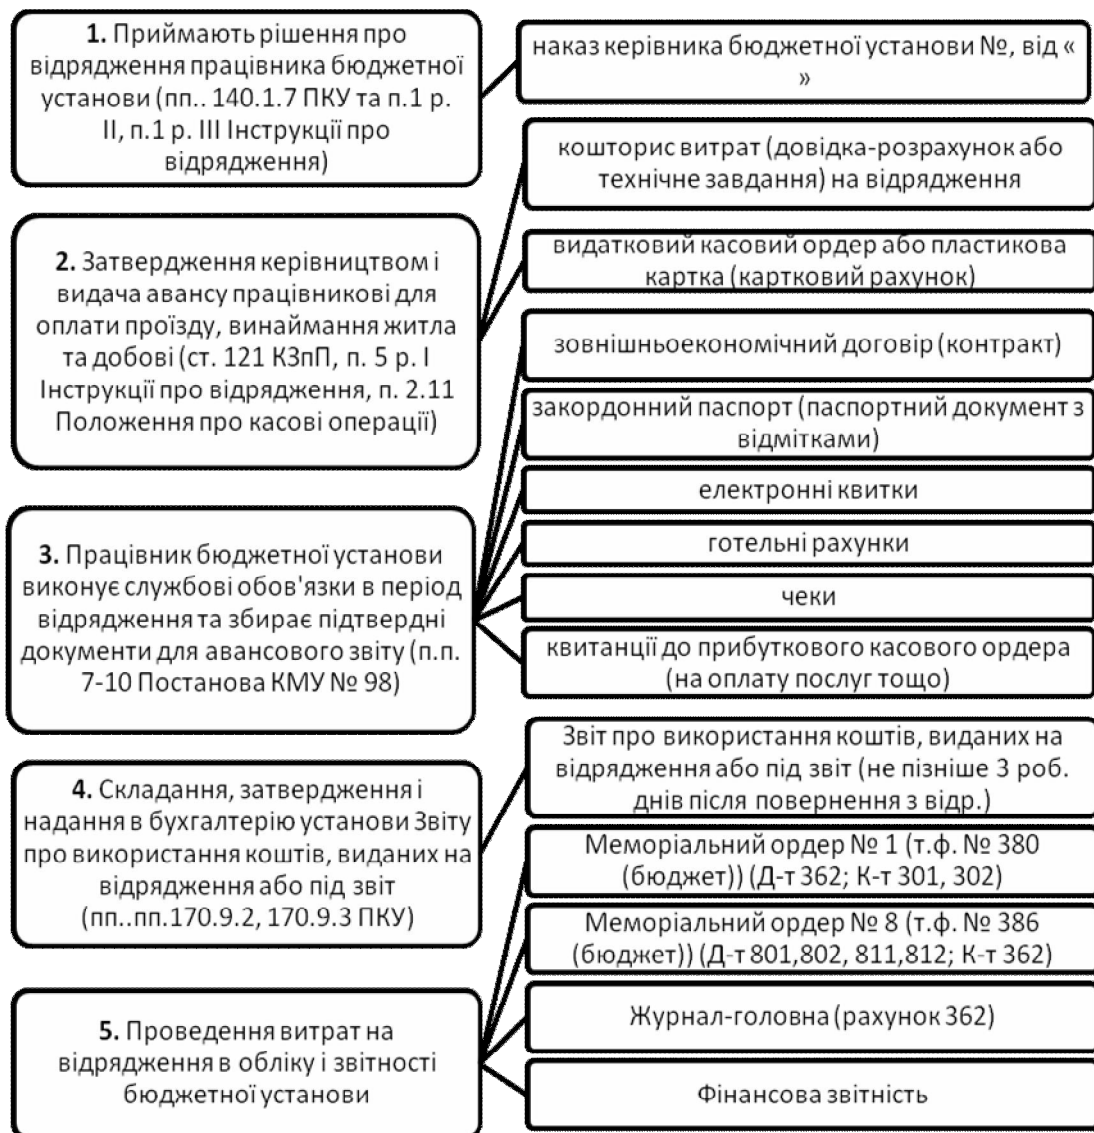 1. Приймають рішення про
відрядження працівника бюджетної
установи (пп.. 140.1.7 ПКУ та п.1 р.
II, п.1 р. III Інструкції про
відрядження)
наказ керівника бюджетної установи №, від «
»
2. Затвердження керівництвом і
видача авансу працівникові для
оплати проїзду, винаймання житла
та добові (ст. 121 КЗпП, п. 5 р. І
Інструкції про відрядження, п. 2.11
Положення про касові операції)
кошторис витрат (довідка-розрахунок або
технічне завдання) на відрядження
видатковий касовий ордер або пластикова
картка (картковий рахунок)
3. Працівник бюджетної установи
виконує службові обов'язки в період
відрядження та збирає підтвердні
документи для авансового звіту (п.п.
7-10 Постанова КМУ № 98)
зовнішньоекономічний договір (контракт)
закордонний паспорт (паспортний документ з
відмітками)
електронні квитки
готельні рахунки
чеки
квитанції до прибуткового касового ордера
(на оплату послуг тощо)
4. Складання, затвердження і
надання в бухгалтерію установи Звіту
про використання коштів, виданих на
відрядження або під звіт
(пп..пп.170.9.2, 170.9.3 ПКУ)
Звіт про використання коштів, виданих на
відрядження або під звіт (не пізніше 3 роб.
днів після повернення з відр.)
5. Проведення витрат на
відрядження в обліку і звітності
бюджетної установи
Меморіальний ордер № 1 (т.ф. № 380
(бюджет)) (Д-т 362; К-т 301, 302)
Меморіальний ордер № 8 (т.ф. № 386
(бюджет)) (Д-т 801,802, 811,812; К-т 362)
Журнал-головна (рахунок 362)
Фінансова звітність